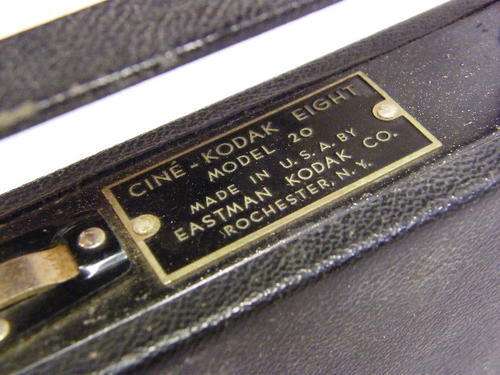 CINÉ-KODAK EIGHT
MODEL 20
MADE IN U.S.A. BY
EASTMAN KODAK CO.
ROCHESTER, N.Y.